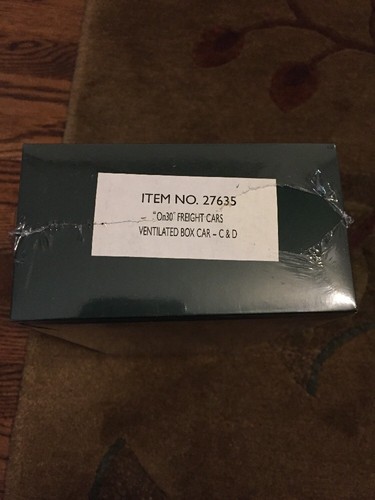 ITEM NO. 27635
"On30" FREIGHT CARS
VENTILATED BOX CAR – C & D